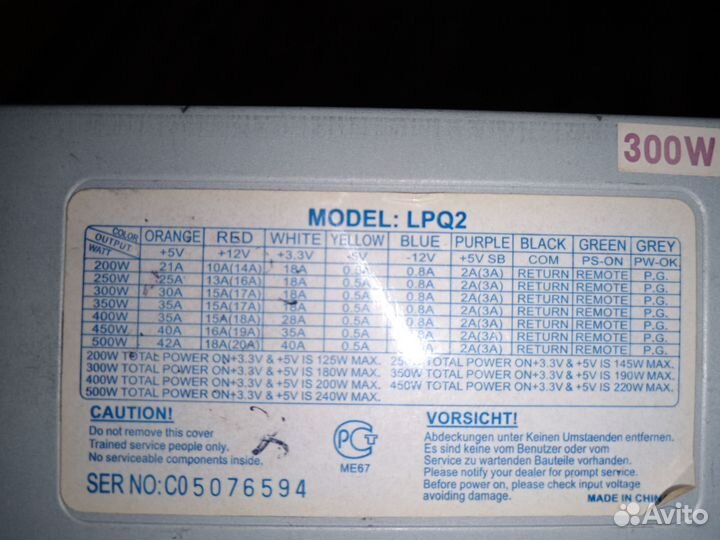 300W
MODEL: LPQ2
COLOR ORANGE RED WHITE YELLOW BLUE PURPLE BLACK GREEN GREY
WATT OUTPUT +5V +12V +3.3V -5V -12V +5V SB COM PS-ON PW-OK
200W 21A 10A(14A) 18A 0.5A 0.8A 2A(3A) RETURN REMOTE P.G.
250W 25A 13A(16A) 18A 0.5A 0.8A 2A(3A) RETURN REMOTE P.G.
300W 30A 15A(17A) 18A 0.5A 0.8A 2A(3A) RETURN REMOTE P.G.
350W 35A 15A(17A) 18A 0.5A 0.8A 2A(3A) RETURN REMOTE P.G.
400W 35A 15A(18A) 28A 0.5A 0.8A 2A(3A) RETURN REMOTE P.G.
450W 40A 16A(19A) 35A 0.5A 0.8A 2A(3A) RETURN REMOTE P.G.
500W 42A 18A(20A) 40A 0.5A 0.8A 2A(3A) RETURN REMOTE P.G.
200W TOTAL POWER ON+3.3V & +5V IS 125W MAX. 250W TOTAL POWER ON+3.3V & +5V IS 145W MAX.
300W TOTAL POWER ON+3.3V & +5V IS 180W MAX. 350W TOTAL POWER ON+3.3V & +5V IS 190W MAX.
400W TOTAL POWER ON+3.3V & +5V IS 200W MAX. 450W TOTAL POWER ON+3.3V & +5V IS 220W MAX.
500W TOTAL POWER ON+3.3V & +5V IS 240W MAX.
CAUTION!
Do not remove this cover
Trained service people only.
No serviceable components inside.
SER NO: C05076594
РСТ
ME67
VORSICHT!
Abdeckungen unter Keinen Umstaenden entfernen.
Es sind keine vom Benutzer oder vom
Service zu wartenden Bauteile vorhanden.
Please notify your dealer for prompt service.
Before power on, please check input voltage
avoiding damage.
MADE IN CHIN
Avito